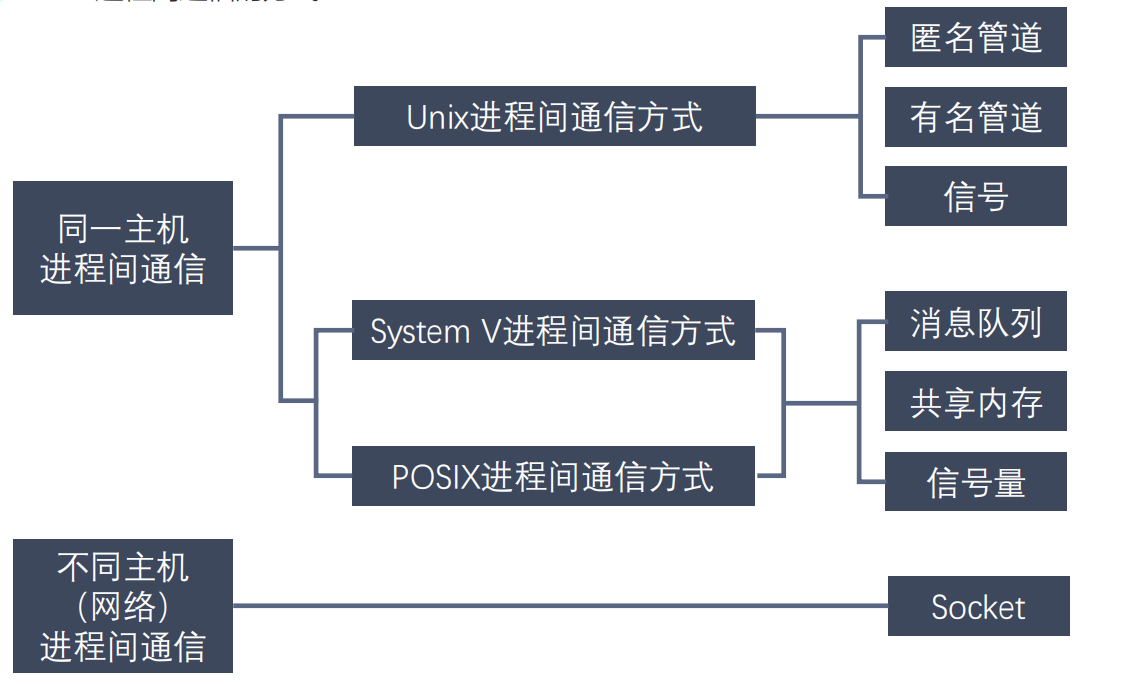 匿名管道
Unix进程间通信方式
有名管道
信号
同一主机
进程间通信
System V进程间通信方式
消息队列
共享内存
POSIX进程间通信方式
信号量
不同主机
（网络）
进程间通信
Socket